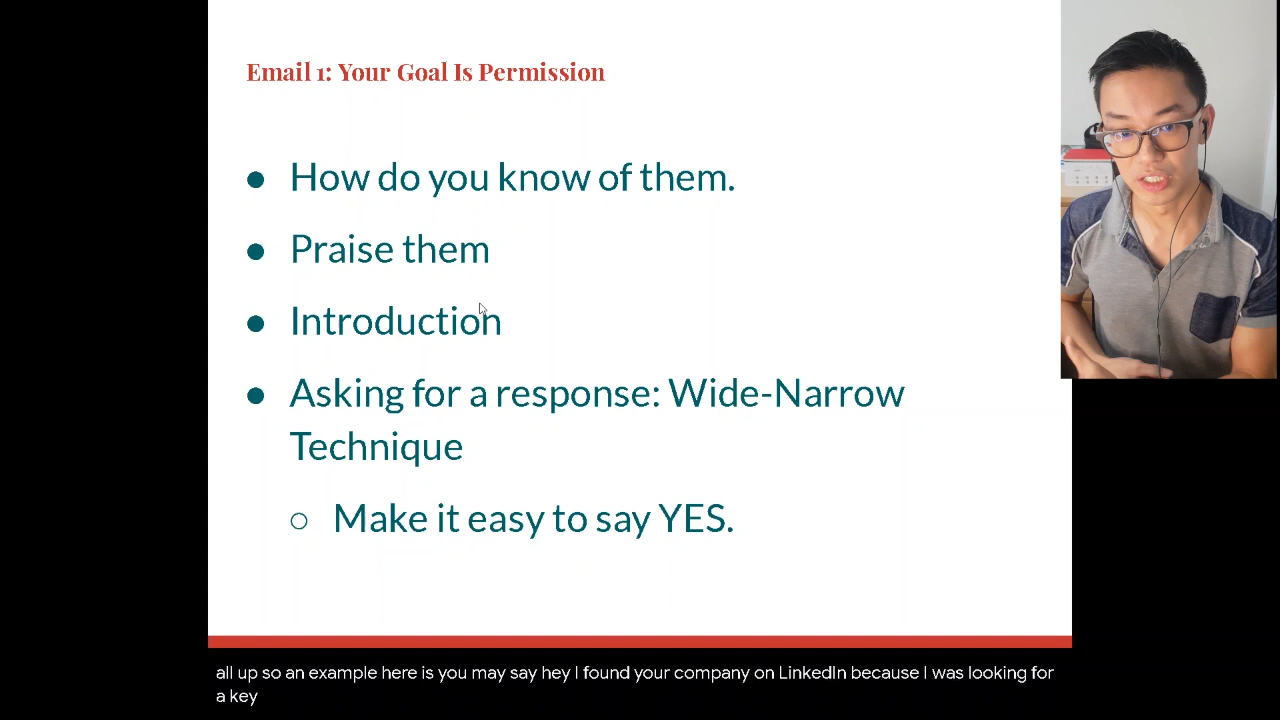 Email 1: Your Goal Is Permission
● How do you know of them.
● Praise them
● Introduction
● Asking for a response: Wide-Narrow
Technique
○ Make it easy to say YES.
all up so an example here is you may say hey I found your company on LinkedIn because I was looking for
a key